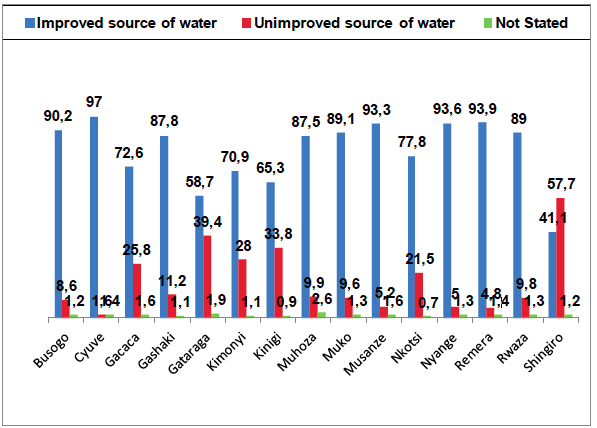 Improved source of water Unimproved source of water Not Stated
90,2 97 72,6 87,8 58,7 70,9 65,3 87,5 89,1 93,3 77,8 93,6 93,9 89 41,1
8,6 1,6 25,8 11,2 39,4 28 33,8 9,9 9,6 5,2 21,5 5 4,8 9,8 57,7
1,2 1,4 1,6 1,1 1,9 1,1 0,9 2,6 1,3 1,6 0,7 1,3 1,4 1,3 1,2
Busogo Cyuve Gacaca Gashaki Gataraga Kimonyi Kinigi Muhoza Muko Musanze Nkotsi Nyange Remera Rwaza Shingiro